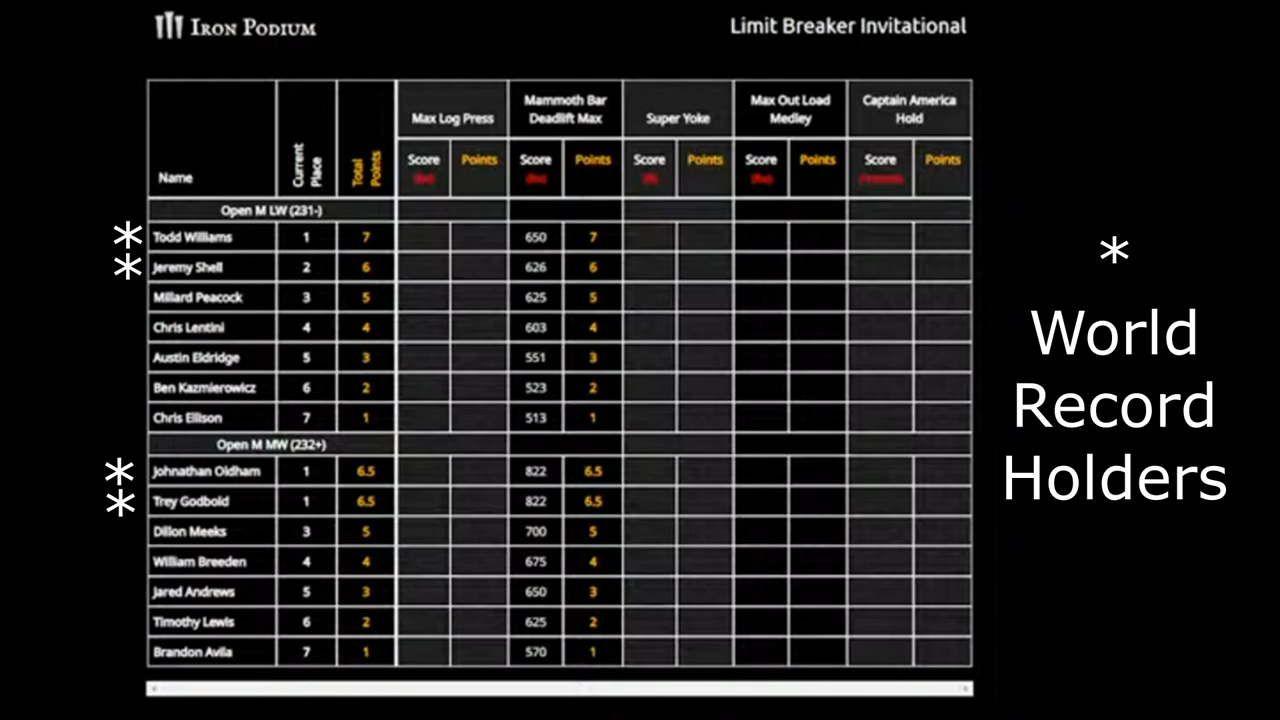 IRON PODIUM
Limit Breaker Invitational
Name
Current Place
Total Points
Max Log Press
Mammoth Bar Deadlift Max
Super Yoke
Max Out Load Medley
Captain America Hold
Score Points Score Points Score Points Score Points Score Points
Open M LW (231-)
* Todd Williams 1 7 650 7
* Jeremy Shell 2 6 626 6
Millard Peacock 3 5 625 5
Chris Lentini 4 4 603 4
Austin Eldridge 5 3 551 3
Ben Kazmierowicz 6 2 523 2
Chris Ellison 7 1 513 1
Open M MW (232+)
* Johnathan Oldham 1 6.5 822 6.5
* Trey Godbold 1 6.5 822 6.5
Dillon Meeks 3 5 700 5
William Breeden 4 4 675 4
Jared Andrews 5 3 650 3
Timothy Lewis 6 2 625 2
Brandon Avila 7 1 570 1
*
World
Record
Holders